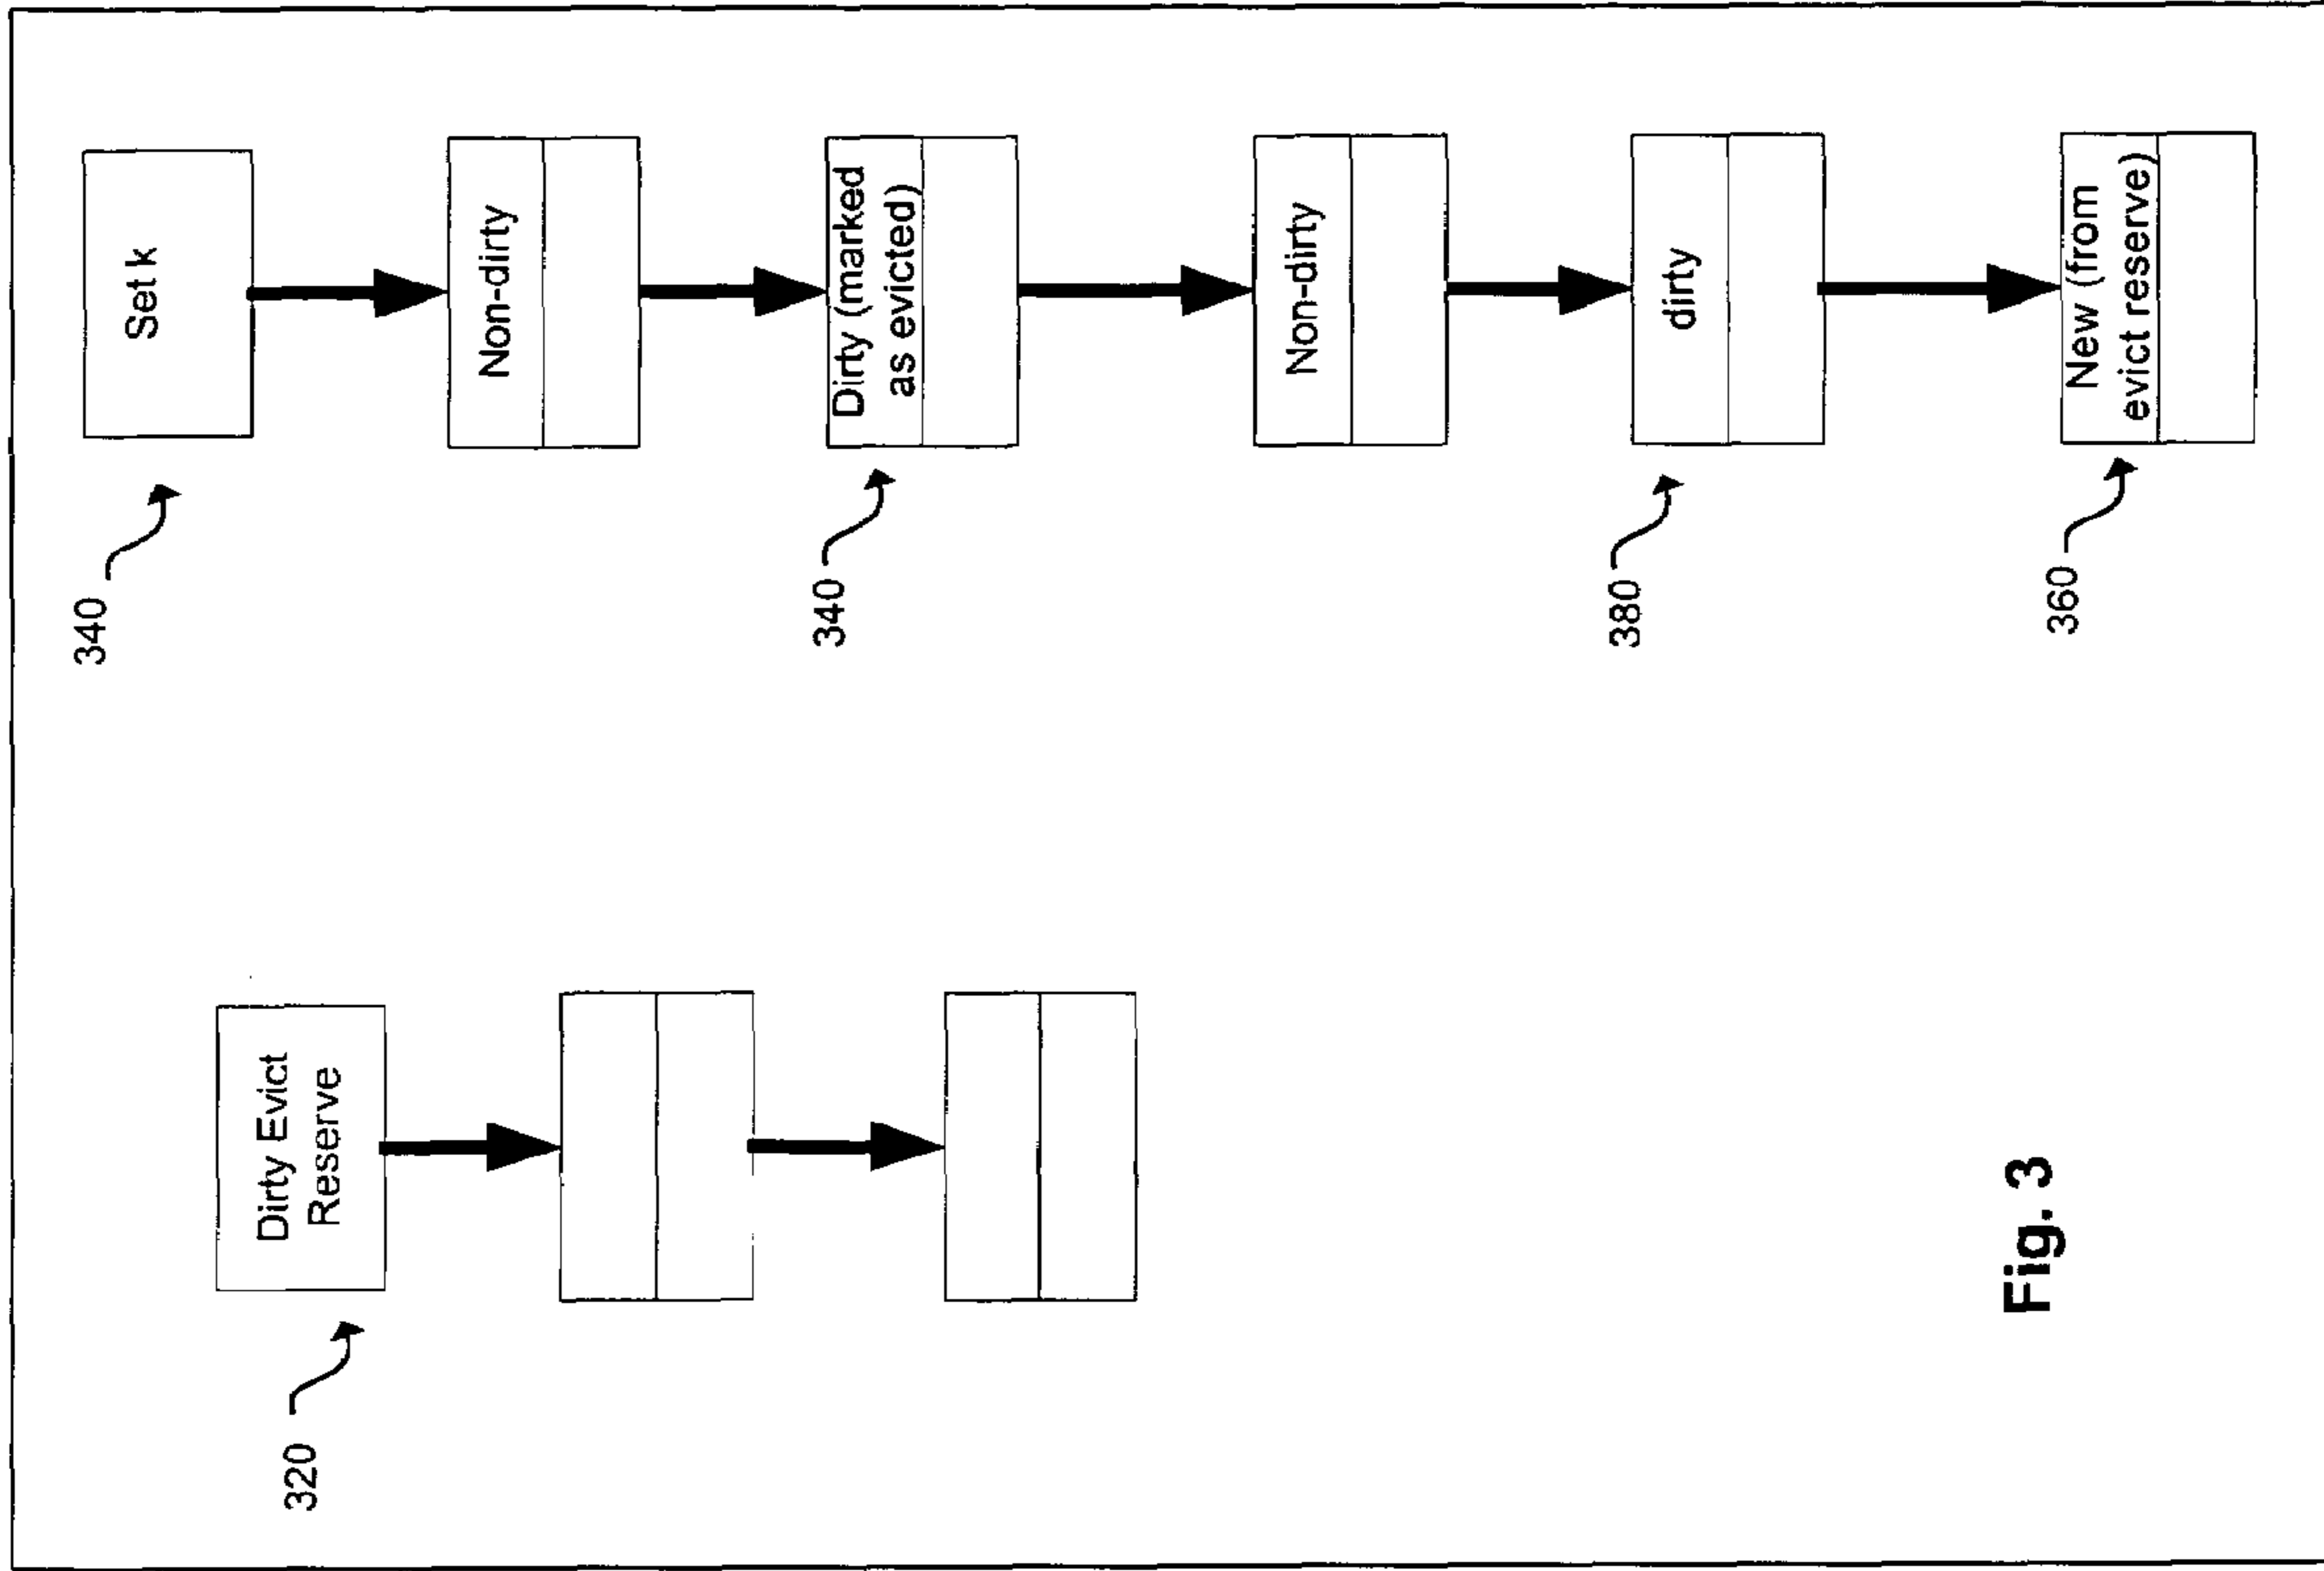 340
Set k
320
Dirty Evict
Reserve
Non-dirty
340
Dirty (marked
as evicted)
Non-dirty
380
dirty
360
New (from
evict reserve)
Fig. 3